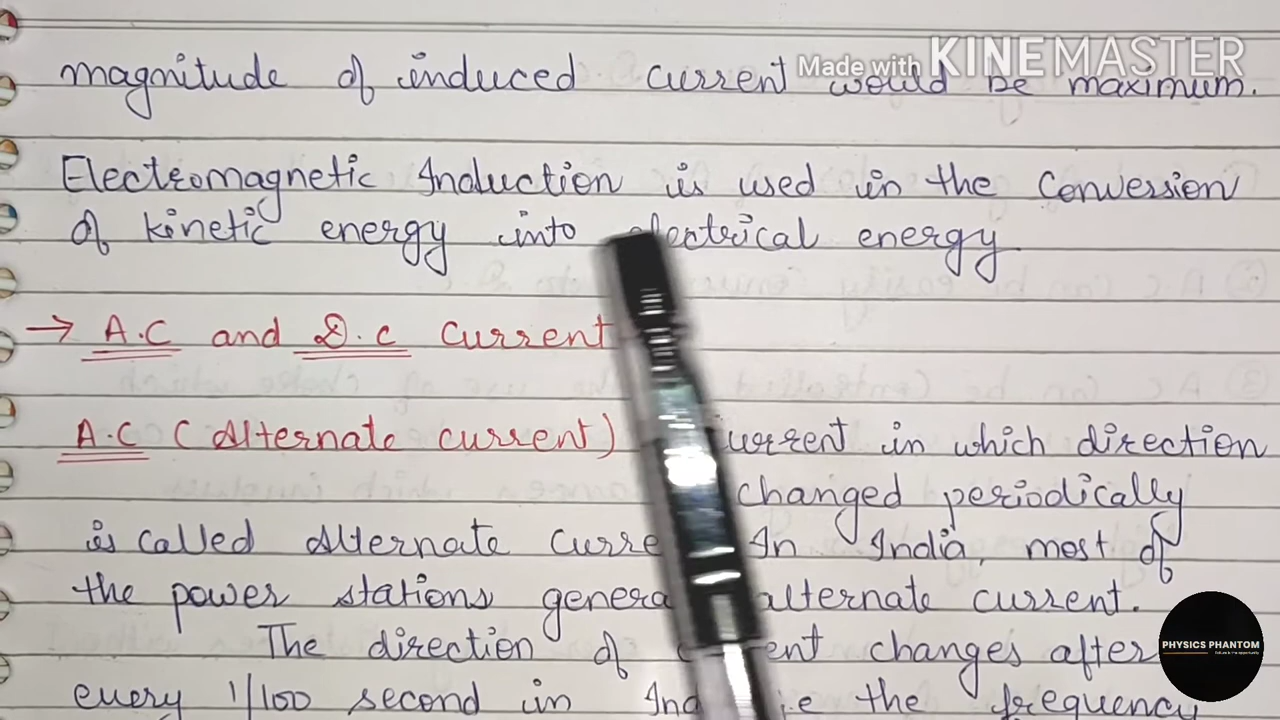 Made with KINEMASTER
magnitude of induced current would be maximum.
Electromagnetic Induction is used in the conversion
of kinetic energy into electrical energy
→ A.C and D.C Current
A.C (Alternate current) current in which direction
changed periodically
is called Alternate In India, most of
the power stations alternate current.
The direction of changes after
every 1/100 second in i.e the frequency
PHYSICS PHANTOM